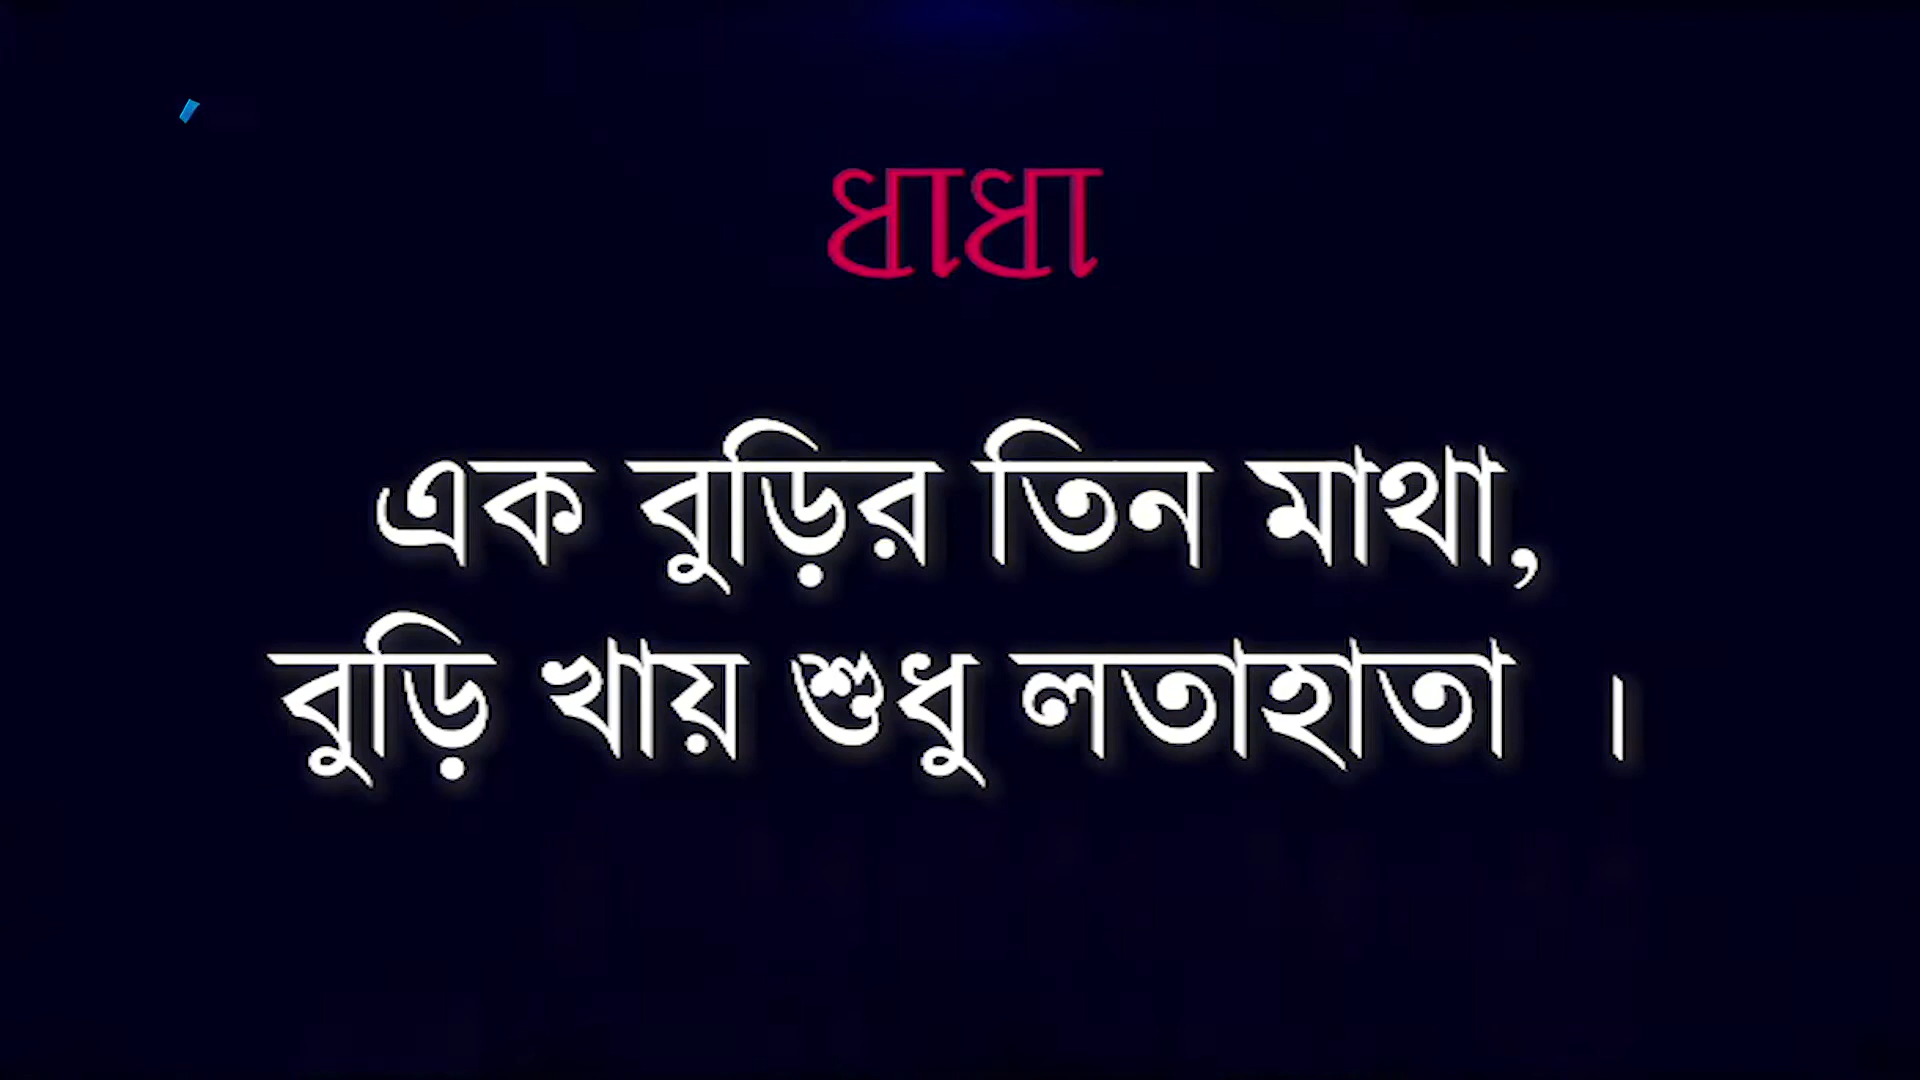 ধাধা
এক বুড়ির তিন মাথা,
বুড়ি খায় শুধু লতাহাতা ।